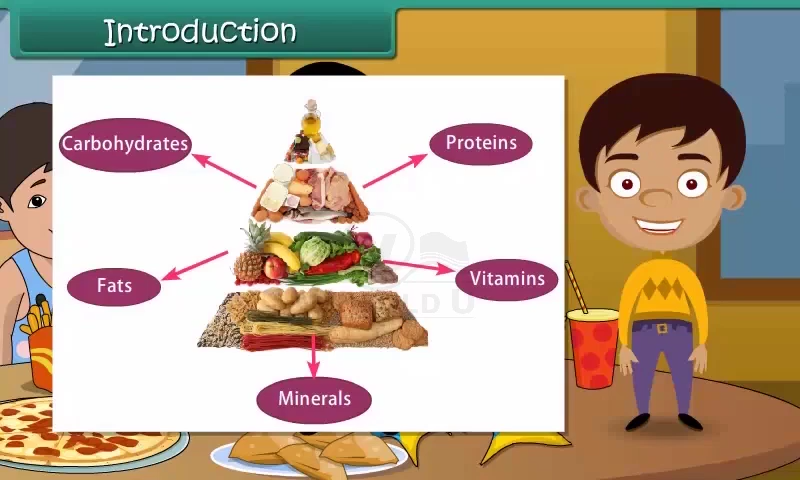 Introduction
Carbohydrates
Proteins
Fats
Vitamins
Minerals